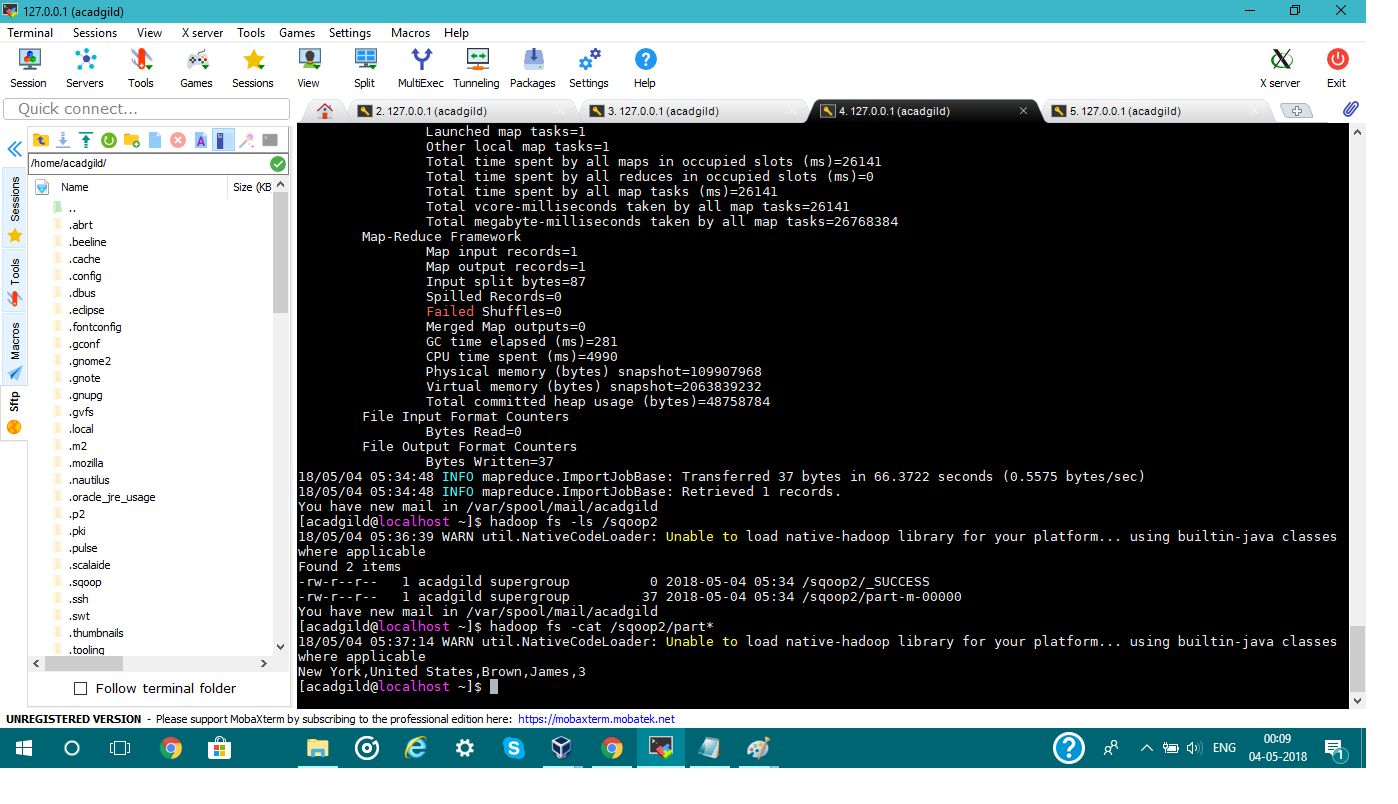 127.0.0.1 (acadgild)
Terminal Sessions View X server Tools Games Settings Macros Help
Session Servers Tools Games Sessions View Split MultiExec Tunneling Packages Settings Help X server Exit
Quick connect...
2. 127.0.0.1 (acadgild)
3. 127.0.0.1 (acadgild)
4. 127.0.0.1 (acadgild)
5. 127.0.0.1 (acadgild)
/home/acadgild/
Name Size (KB
Sessions
Tools
Macros
Sftp
..
.abrt
.beeline
.cache
.config
.dbus
.eclipse
.fontconfig
.gconf
.gnome2
.gnote
.gnupg
.gvfs
.local
.m2
.mozilla
.nautilus
.oracle_jre_usage
.p2
.pki
.pulse
.scalaide
.sqoop
.ssh
.swt
.thumbnails
.tooling
Follow terminal folder
Launched map tasks=1
Other local map tasks=1
Total time spent by all maps in occupied slots (ms)=26141
Total time spent by all reduces in occupied slots (ms)=0
Total time spent by all map tasks (ms)=26141
Total vcore-milliseconds taken by all map tasks=26141
Total megabyte-milliseconds taken by all map tasks=26768384
Map-Reduce Framework
Map input records=1
Map output records=1
Input split bytes=87
Spilled Records=0
Failed Shuffles=0
Merged Map outputs=0
GC time elapsed (ms)=281
CPU time spent (ms)=4990
Physical memory (bytes) snapshot=109907968
Virtual memory (bytes) snapshot=2063839232
Total committed heap usage (bytes)=48758784
File Input Format Counters
Bytes Read=0
File Output Format Counters
Bytes Written=37
18/05/04 05:34:48 INFO mapreduce.ImportJobBase: Transferred 37 bytes in 66.3722 seconds (0.5575 bytes/sec)
18/05/04 05:34:48 INFO mapreduce.ImportJobBase: Retrieved 1 records.
You have new mail in /var/spool/mail/acadgild
[acadgild@localhost ~]$ hadoop fs -ls /sqoop2
18/05/04 05:36:39 WARN util.NativeCodeLoader: Unable to load native-hadoop library for your platform... using builtin-java classes
where applicable
Found 2 items
-rw-r--r--   1 acadgild supergroup          0 2018-05-04 05:34 /sqoop2/_SUCCESS
-rw-r--r--   1 acadgild supergroup         37 2018-05-04 05:34 /sqoop2/part-m-00000
You have new mail in /var/spool/mail/acadgild
[acadgild@localhost ~]$ hadoop fs -cat /sqoop2/part*
18/05/04 05:37:14 WARN util.NativeCodeLoader: Unable to load native-hadoop library for your platform... using builtin-java classes
where applicable
New York,United States,Brown,James,3
[acadgild@localhost ~]$
UNREGISTERED VERSION - Please support MobaXterm by subscribing to the professional edition here: https://mobaxterm.mobatek.net
ENG
00:09
04-05-2018
1